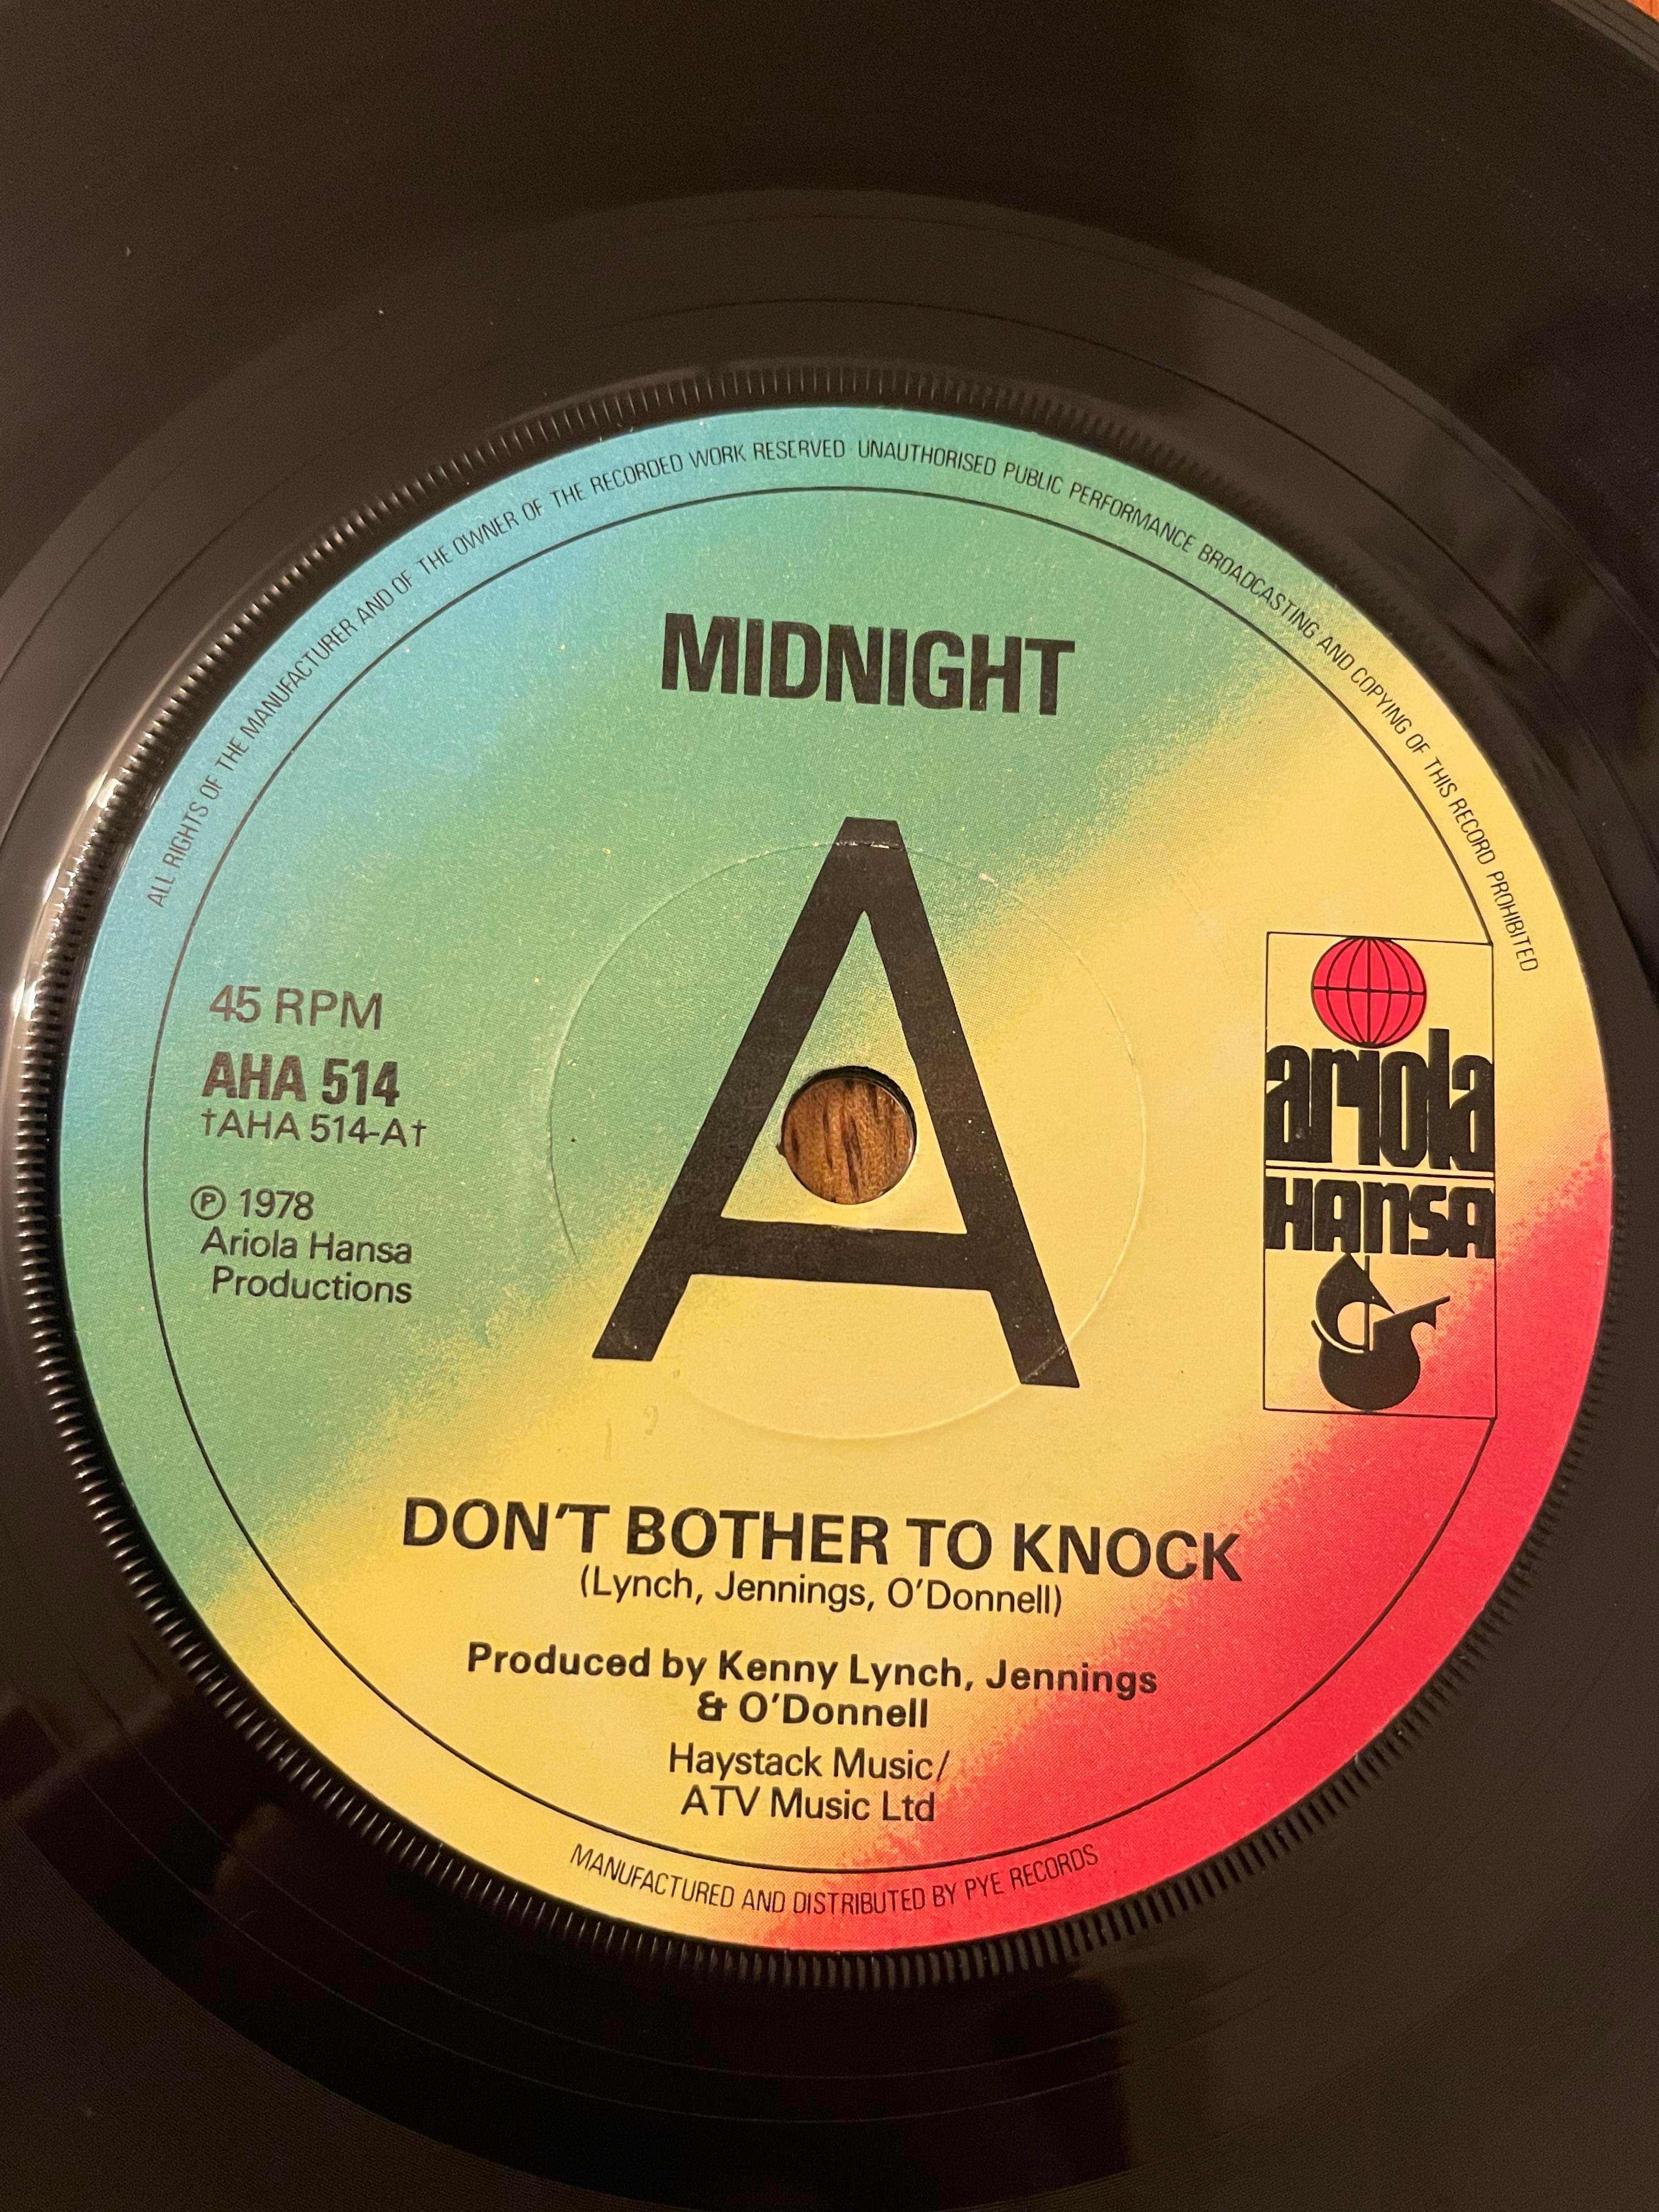 ALL RIGHTS OF THE MANUFACTURER AND OF THE OWNER OF THE RECORDED WORK RESERVED UNAUTHORISED PUBLIC PERFORMANCE BROADCASTING AND COPYING OF THIS RECORD PROHIBITED
MIDNIGHT
A
45 RPM
AHA 514
†AHA 514-A†
℗ 1978
Ariola Hansa
Productions
ariola
HANSA
DON'T BOTHER TO KNOCK
(Lynch, Jennings, O'Donnell)
Produced by Kenny Lynch, Jennings
& O'Donnell
Haystack Music/
ATV Music Ltd
MANUFACTURED AND DISTRIBUTED BY PYE RECORDS